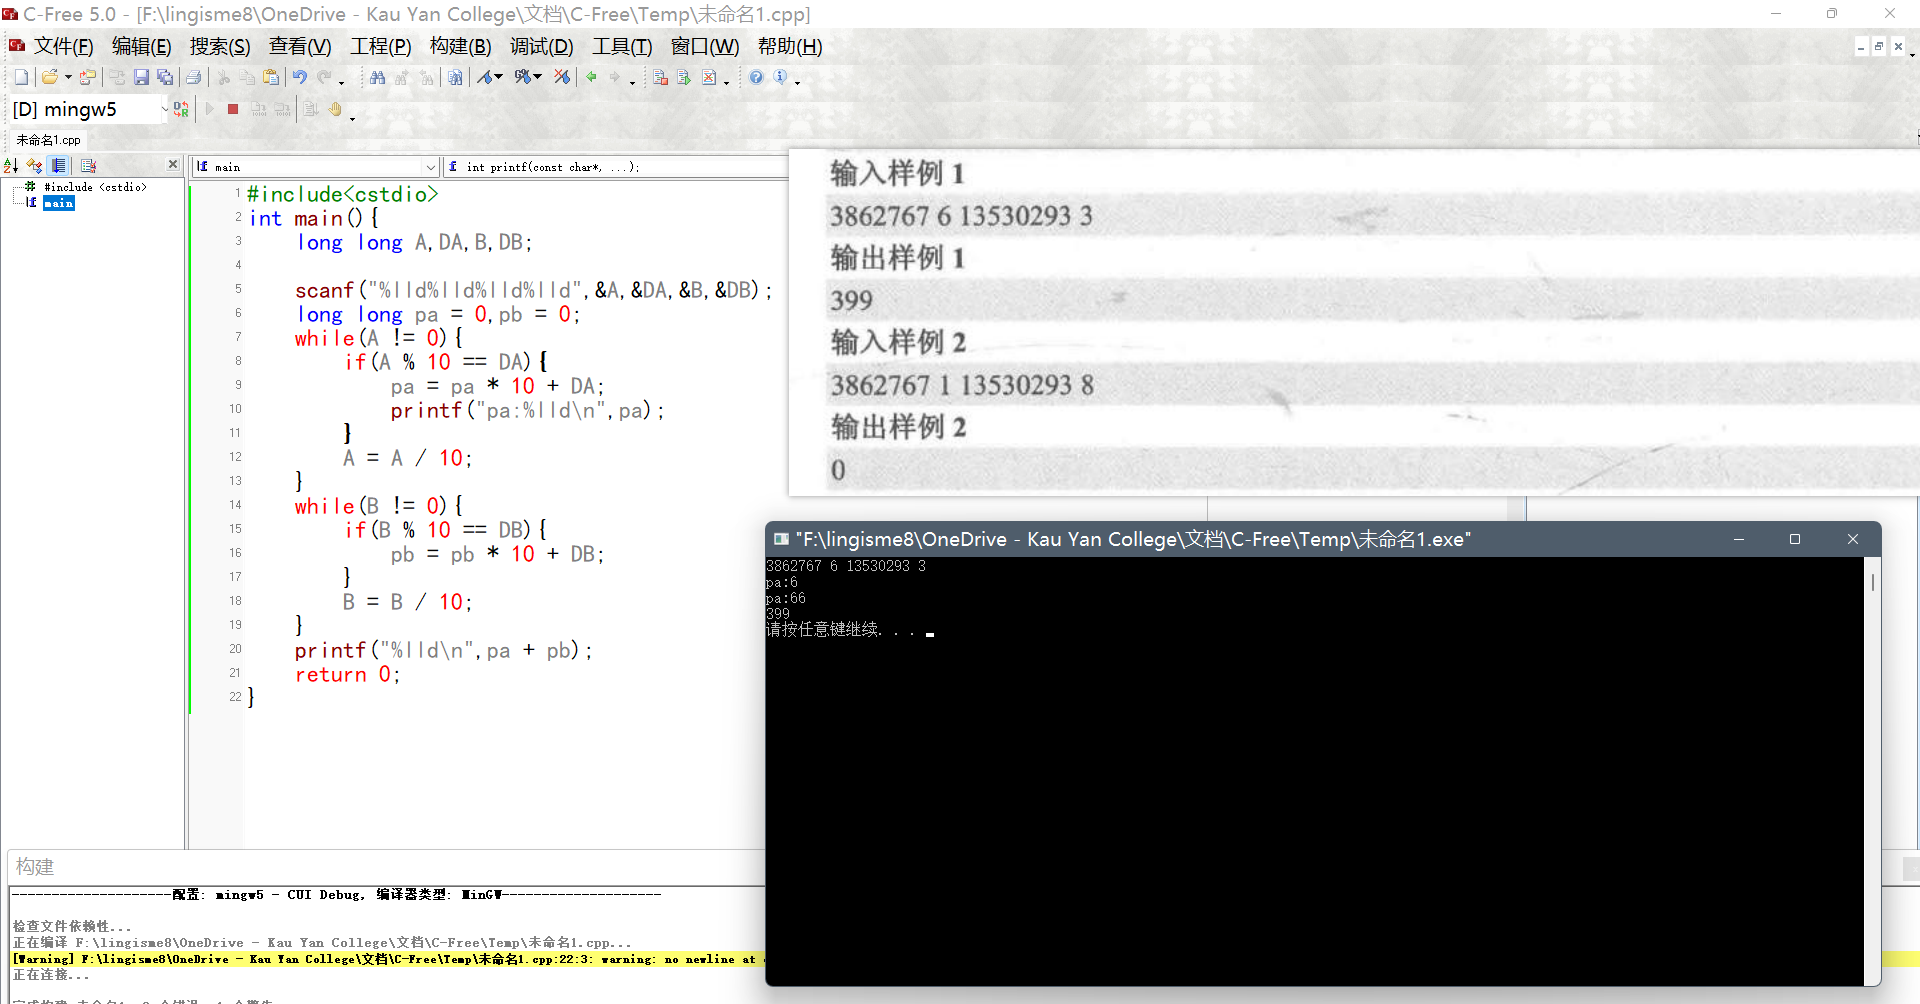 C-Free 5.0 - [F:\lingisme8\OneDrive - Kau Yan College\文档\C-Free\Temp\未命名1.cpp]
文件(F) 编辑(E) 搜索(S) 查看(V) 工程(P) 构建(B) 调试(D) 工具(T) 窗口(W) 帮助(H)
[D] mingw5
未命名1.cpp
main
int printf(const char*, ...);
#include <cstdio>
main
1 #include<cstdio>
2 int main(){
3 long long A,DA,B,DB;
4
5 scanf("%lld%lld%lld%lld",&A,&DA,&B,&DB);
6 long long pa = 0,pb = 0;
7 while(A != 0){
8 if(A % 10 == DA){
9 pa = pa * 10 + DA;
10 printf("pa:%lld\n",pa);
11 }
12 A = A / 10;
13 }
14 while(B != 0){
15 if(B % 10 == DB){
16 pb = pb * 10 + DB;
17 }
18 B = B / 10;
19 }
20 printf("%lld\n",pa + pb);
21 return 0;
22 }
输入样例 1
3862767 6 13530293 3
输出样例 1
399
输入样例 2
3862767 1 13530293 8
输出样例 2
0
"F:\lingisme8\OneDrive - Kau Yan College\文档\C-Free\Temp\未命名1.exe"
3862767 6 13530293 3
pa:6
pa:66
399
请按任意键继续. . .
构建
--------------------配置: mingw5 - CUI Debug, 编译器类型: MinGW--------------------
检查文件依赖性...
正在编译 F:\lingisme8\OneDrive - Kau Yan College\文档\C-Free\Temp\未命名1.cpp...
[Warning] F:\lingisme8\OneDrive - Kau Yan College\文档\C-Free\Temp\未命名1.cpp:22:3: warning: no newline at
正在连接...